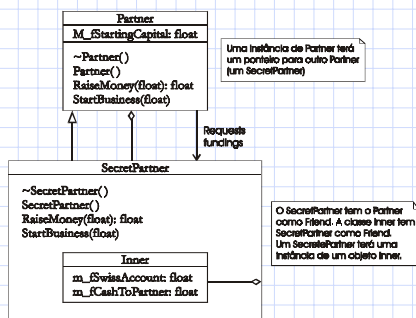 Partner
M_fStartingCapital: float
~Partner()
Partner()
RaiseMoney(float): float
StartBusiness(float)
Uma instância de Partner terá
um ponteiro para outro Partner
(um SecretPartner)
Requests
fundings
SecretPartner
~SecretPartner()
SecretPartner()
RaiseMoney(float): float
StartBusiness(float)
O SecretPartner tem o Partner
como Friend. A classe Inner tem
SecretPartner como Friend.
Um SecretePartner terá uma
instância de um objeto Inner.
Inner
m_fSwissAccount: float
m_fCashToPartner: float